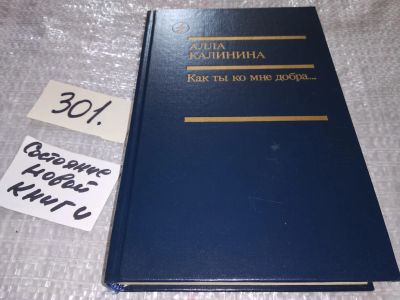 АЛЛА
КАЛИНИНА
Как ты ко мне добра...
301.
Состояние
новой
книги